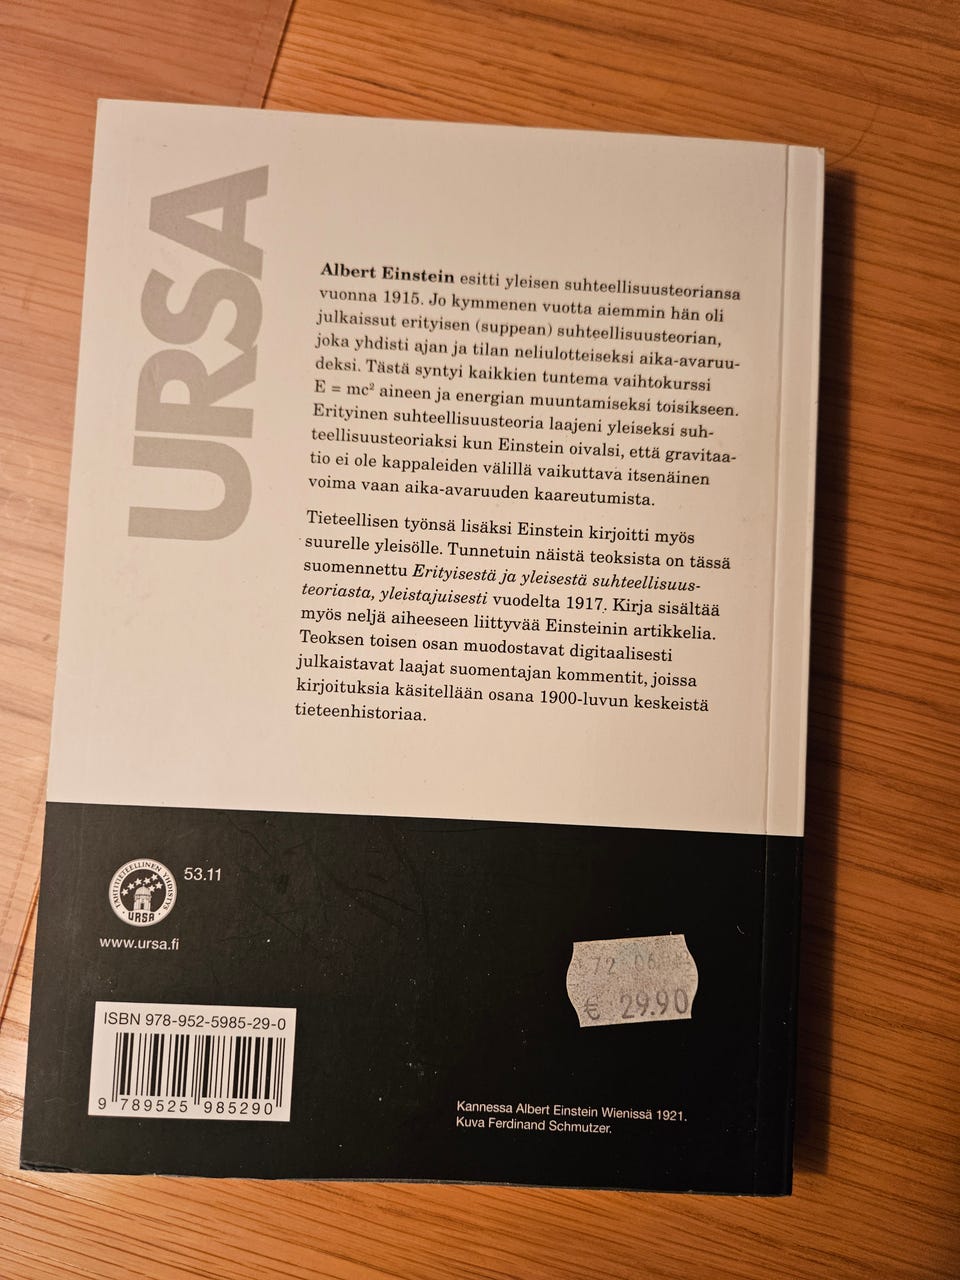 URSA
Albert Einstein esitti yleisen suhteellisuusteoriansa
vuonna 1915. Jo kymmenen vuotta aiemmin hän oli
julkaissut erityisen (suppean) suhteellisuusteorian,
joka yhdisti ajan ja tilan neliulotteiseksi aika-avaruu-
deksi. Tästä syntyi kaikkien tuntema vaihtokurssi
E = mc² aineen ja energian muuntamiseksi toisikseen.
Erityinen suhteellisuusteoria laajeni yleiseksi suh-
teellisuusteoriaksi kun Einstein oivalsi, että gravitaa-
tio ei ole kappaleiden välillä vaikuttava itsenäinen
voima vaan aika-avaruuden kaareutumista.
Tieteellisen työnsä lisäksi Einstein kirjoitti myös
suurelle yleisölle. Tunnetuin näistä teoksista on tässä
suomennettu Erityisestä ja yleisestä suhteellisuus-
teoriasta, yleistajuisesti vuodelta 1917. Kirja sisältää
myös neljä aiheeseen liittyvää Einsteinin artikkelia.
Teoksen toisen osan muodostavat digitaalisesti
julkaistavat laajat suomentajan kommentit, joissa
kirjoituksia käsitellään osana 1900-luvun keskeistä
tieteenhistoriaa.
TÄHTITIETEELLINEN YHDISTYS
URSA
53.11
www.ursa.fi
72 06
€ 29.90
ISBN 978-952-5985-29-0
9 789525 985290
Kannessa Albert Einstein Wienissä 1921.
Kuva Ferdinand Schmutzer.